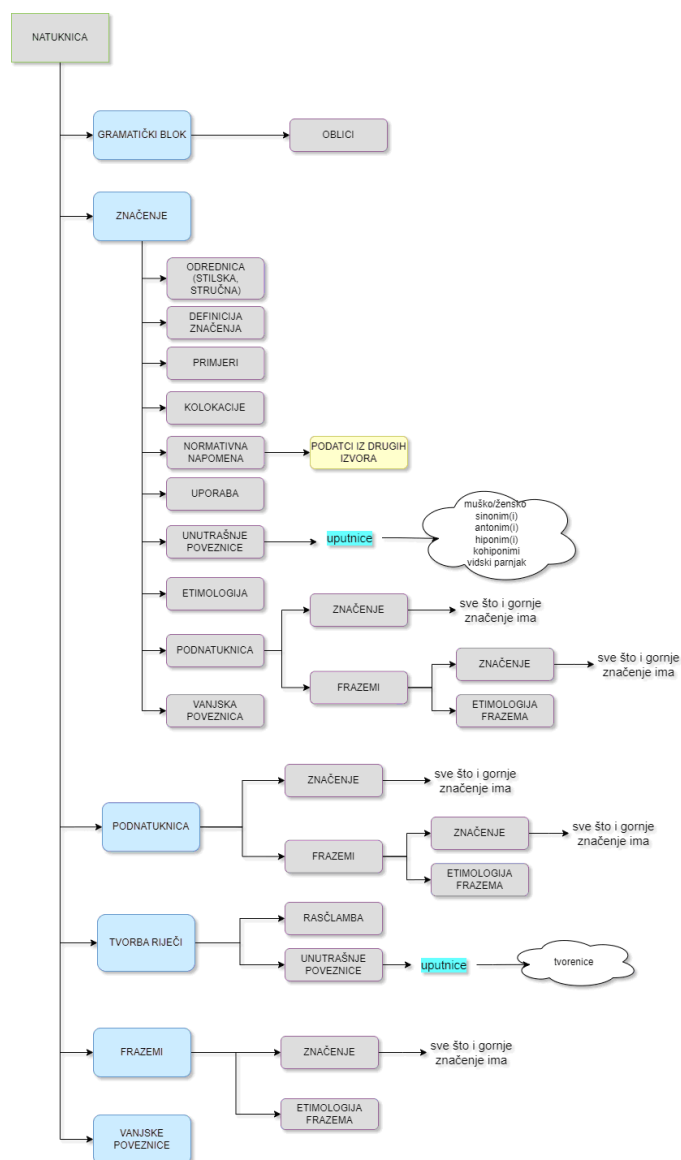 NATUKNICA
GRAMATIČKI BLOK
OBLICI
ZNAČENJE
ODREDNICA
(STILSKA,
STRUČNA)
DEFINICIJA
ZNAČENJA
PRIMJERI
KOLOKACIJE
NORMATIVNA
NAPOMENA
PODATCI IZ DRUGIH
IZVORA
UPORABA
UNUTRAŠNJE
POVEZNICE
uputnice
muško/žensko
sinonim(i)
antonim(i)
hiponim(i)
kohiponimi
vidski parnjak
ETIMOLOGIJA
PODNATUKNICA
ZNAČENJE
sve što i gornje
značenje ima
FRAZEMI
ZNAČENJE
sve što i gornje
značenje ima
ETIMOLOGIJA
FRAZEMA
VANJSKA
POVEZNICA
PODNATUKNICA
ZNAČENJE
sve što i gornje
značenje ima
FRAZEMI
ZNAČENJE
sve što i gornje
značenje ima
ETIMOLOGIJA
FRAZEMA
TVORBA RIJEČI
RASČLAMBA
UNUTRAŠNJE
POVEZNICE
uputnice
tvorenice
FRAZEMI
ZNAČENJE
sve što i gornje
značenje ima
ETIMOLOGIJA
FRAZEMA
VANJSKE
POVEZNICE